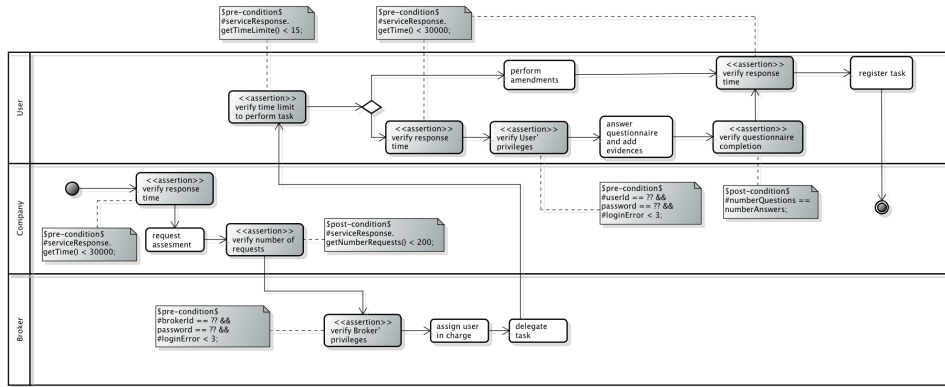 $pre-condition$
#serviceResponse.
getTimeLimite() < 15;
$pre-condition$
#serviceResponse.
getTime() < 30000;
User
<<assertion>>
verify time limit
to perform task
perform
amendments
<<assertion>>
verify response
time
register task
<<assertion>>
verify response
time
<<assertion>>
verify User'
privileges
answer
questionnaire
and add
evidences
<<assertion>>
verify questionnaire
completion
Company
<<assertion>>
verify response
time
$pre-condition$
#userId == ?? &&
password == ?? &&
#loginError < 3;
$post-condition$
#numberQuestions ==
numberAnswers;
$pre-condition$
#serviceResponse.
getTime() < 30000;
request
assesment
<<assertion>>
verify number of
requests
$post-condition$
#serviceResponse.
getNumberRequests() < 200;
Broker
$pre-condition$
#brokerId == ?? &&
password == ?? &&
#loginError < 3;
<<assertion>>
verify Broker'
privileges
assign user
in charge
delegate
task